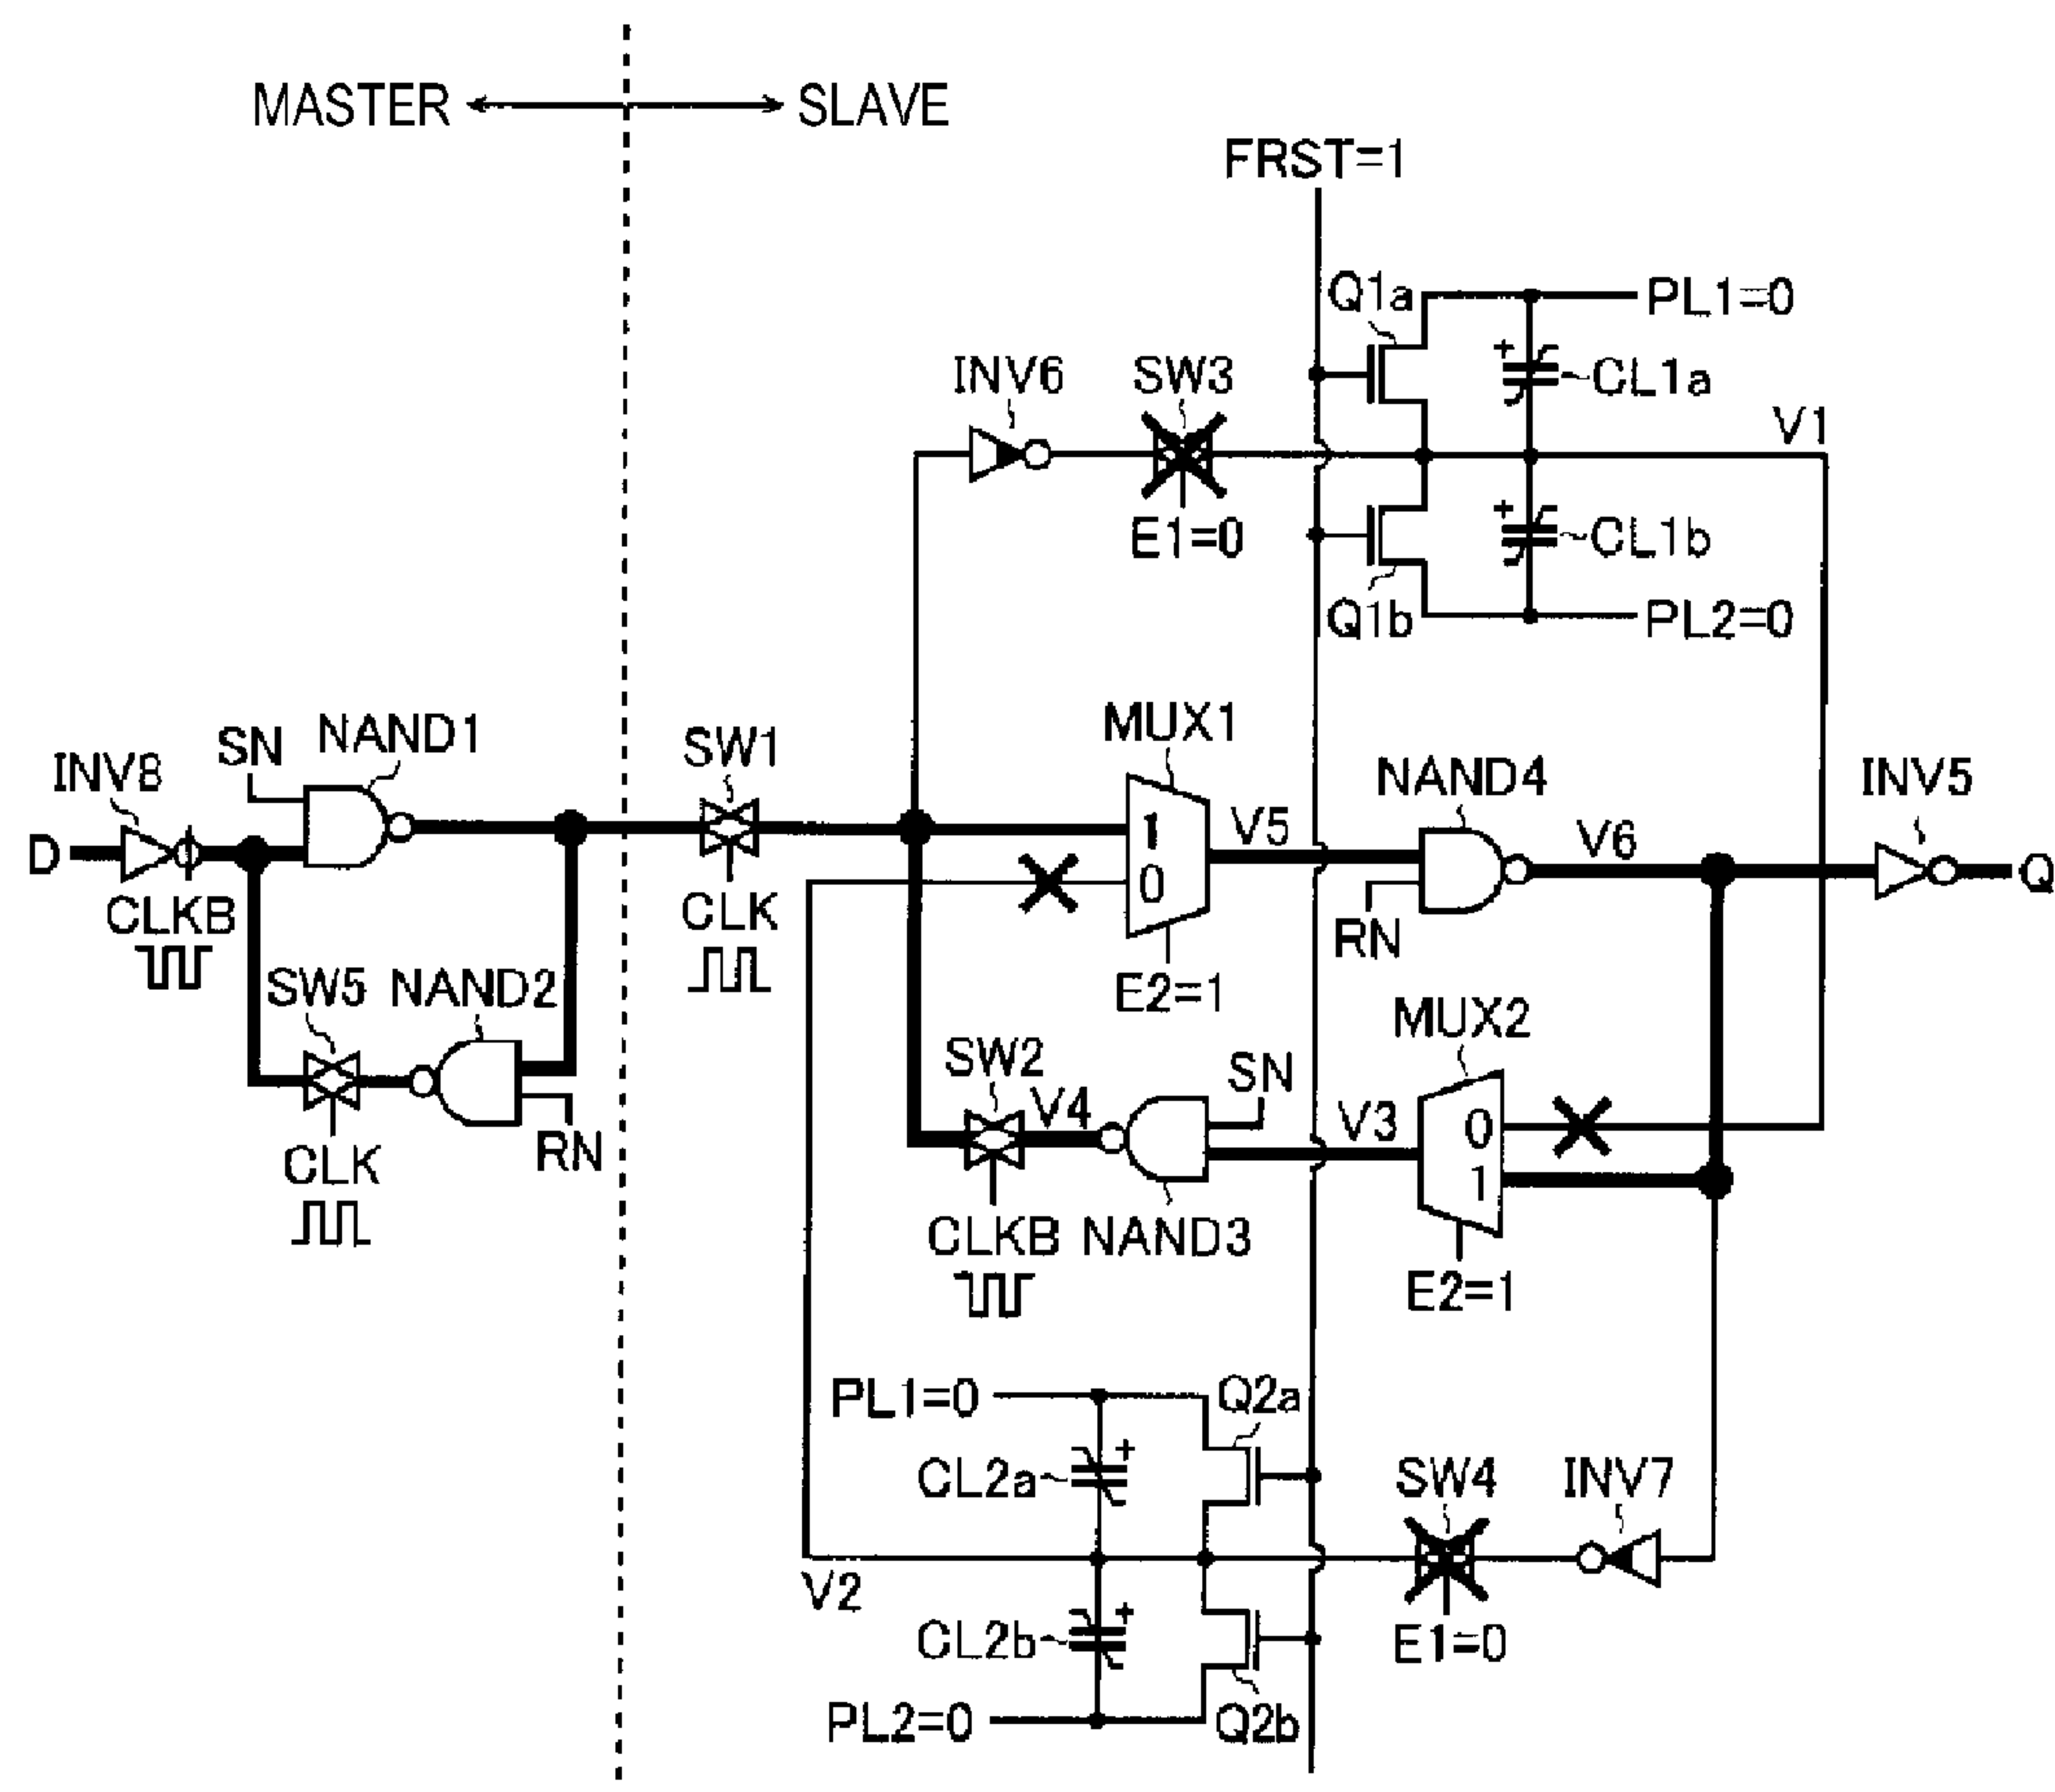 MASTER SLAVE
FRST=1
Q1a
PL1=0
INV6
SW3
+
CL1a
V1
E1=0
+
CL1b
Q1b
PL2=0
MUX1
SN
NAND1
SW1
INV8
NAND4
INV5
V5
V6
1
D
0
Q
CLKB
CLK
RN
E2=1
SW5
NAND2
MUX2
SW2
SN
V4
V3
0
RN
1
CLK
CLKB
NAND3
E2=1
PL1=0
Q2a
+
CL2a
SW4
INV7
V2
+
CL2b
E1=0
PL2=0
Q2b